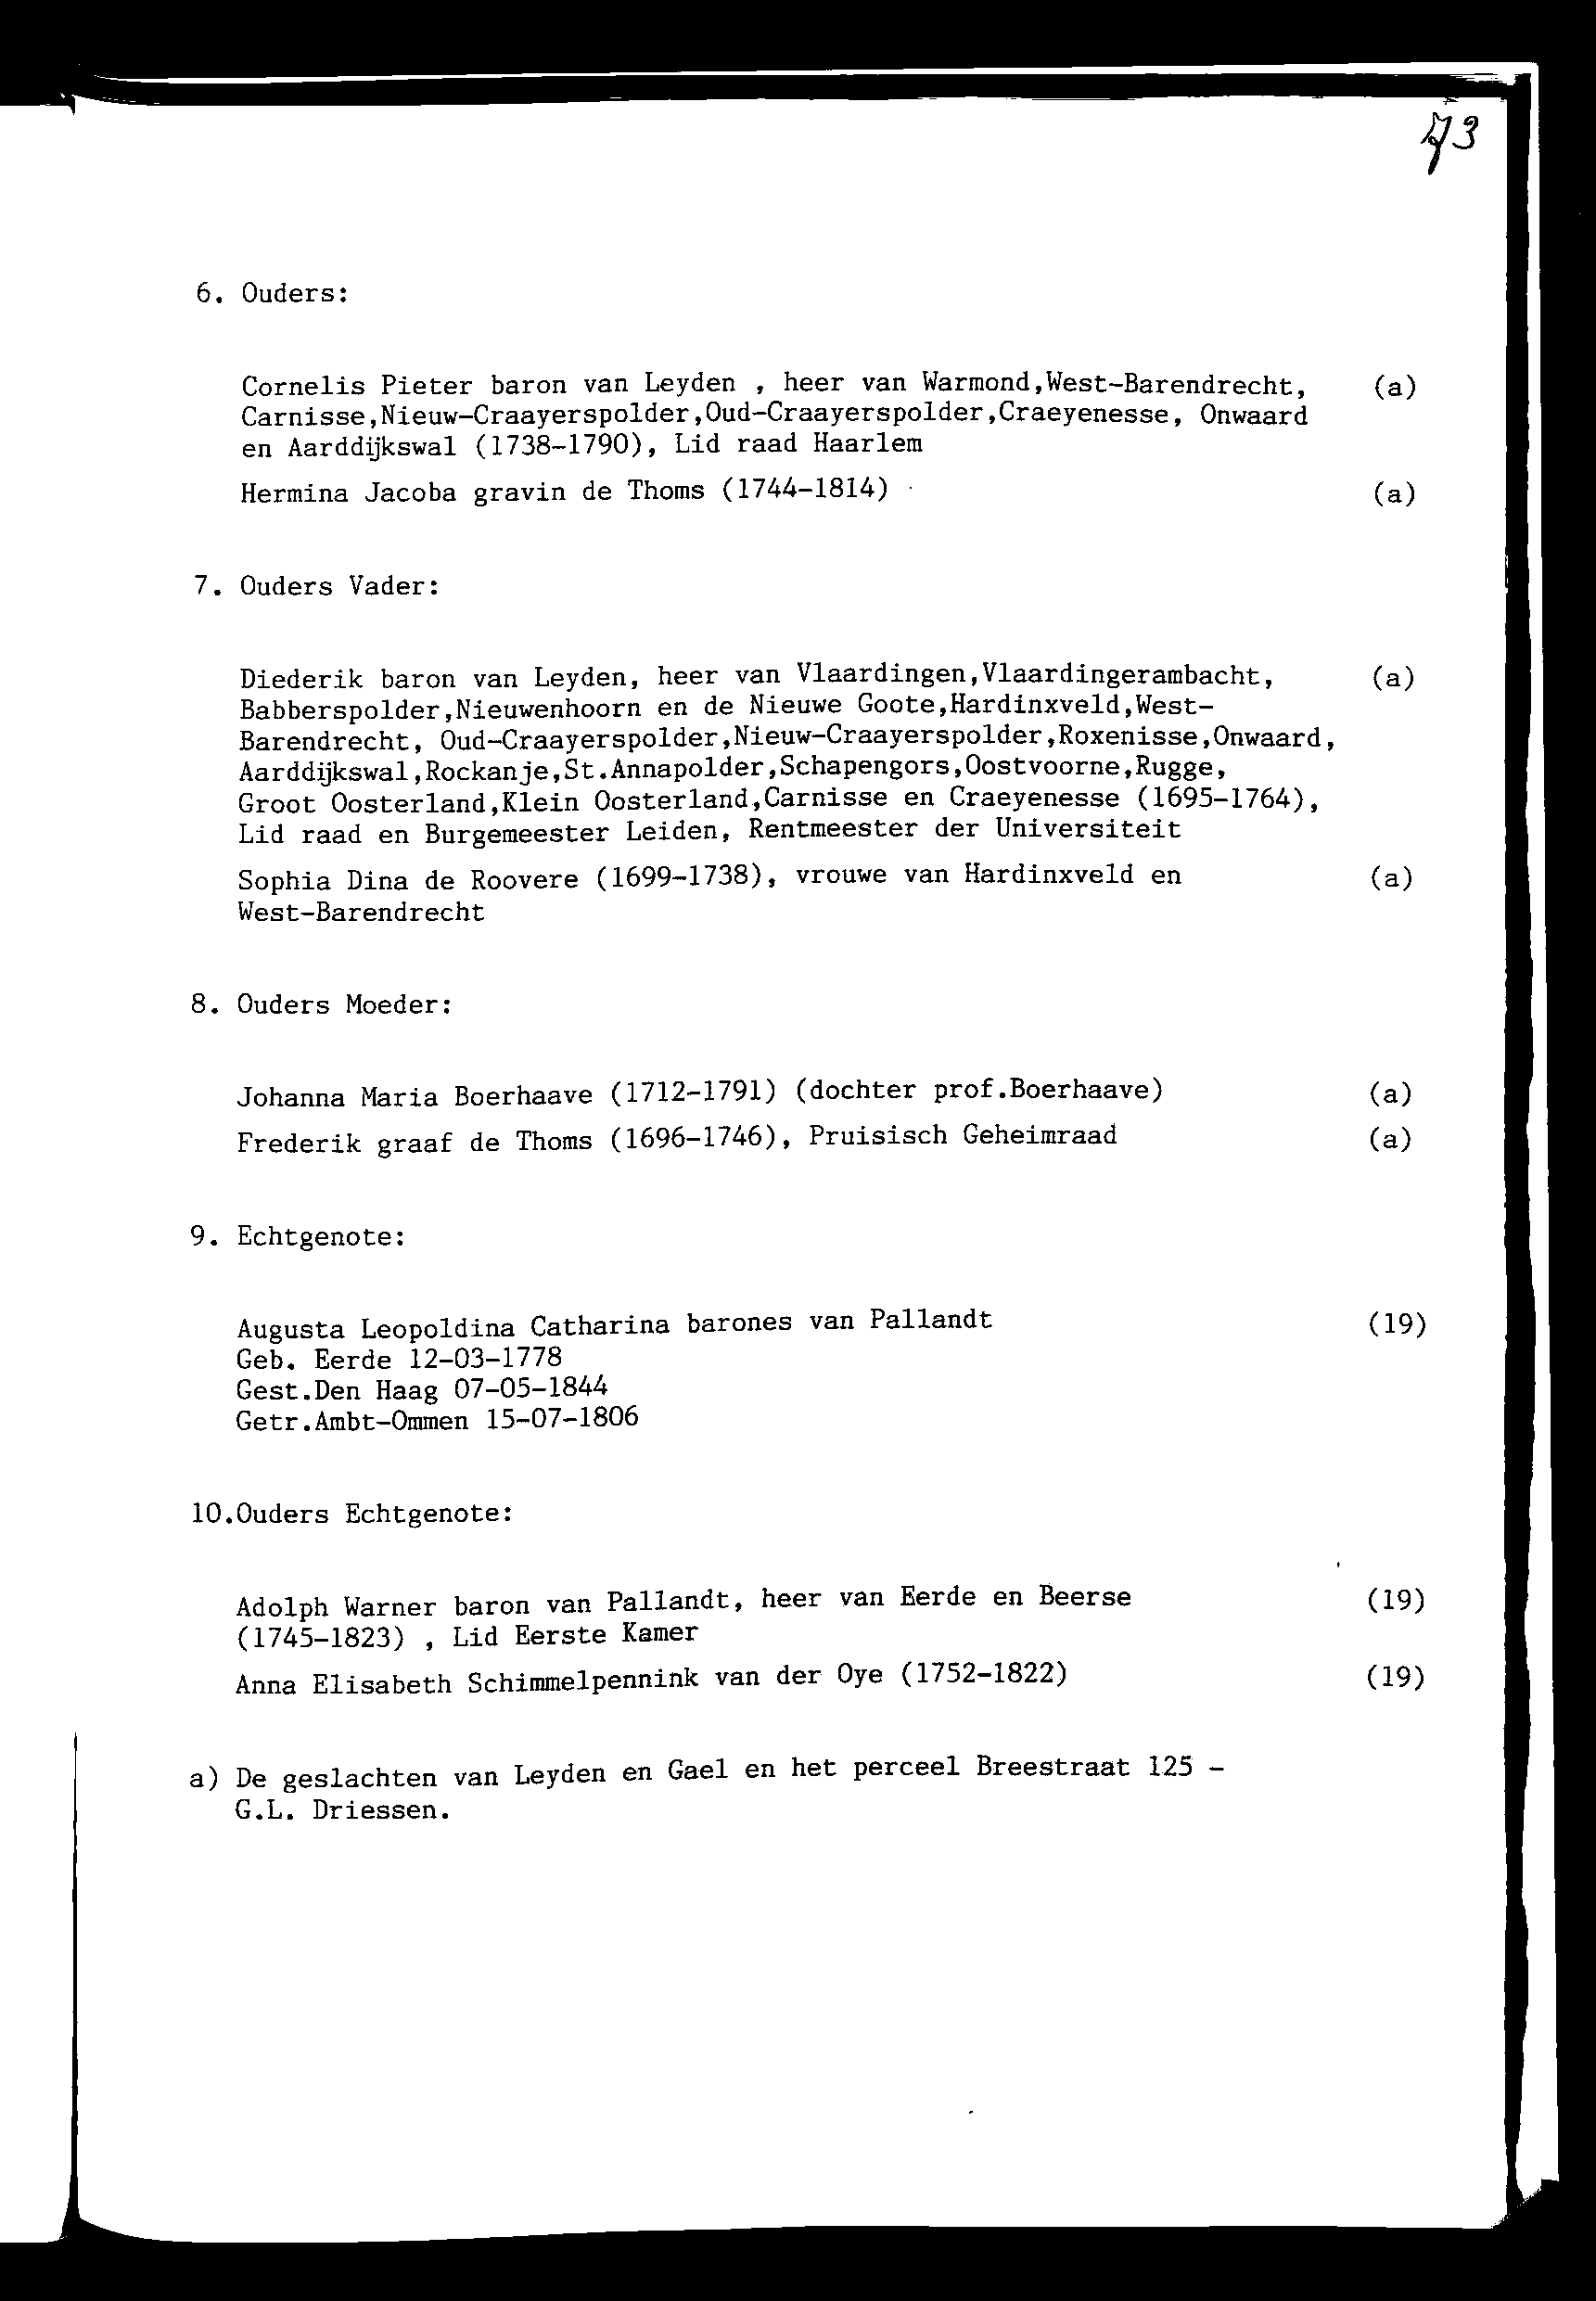 73
6. Ouders:
Cornelis Pieter baron van Leyden , heer van Warmond,West-Barendrecht, (a)
Carnisse,Nieuw-Craayerspolder,Oud-Craayerspolder,Craeyenesse, Onwaard
en Aarddijkswal (1738-1790), Lid raad Haarlem
Hermina Jacoba gravin de Thoms (1744-1814) (a)
7. Ouders Vader:
Diederik baron van Leyden, heer van Vlaardingen,Vlaardingerambacht, (a)
Babberspolder,Nieuwenhoorn en de Nieuwe Goote,Hardinxveld,West-
Barendrecht, Oud-Craayerspolder,Nieuw-Craayerspolder,Roxenisse,Onwaard,
Aarddijkswal,Rockanje,St.Annapolder,Schapengors,Oostvoorne,Rugge,
Groot Oosterland,Klein Oosterland,Carnisse en Craeyenesse (1695-1764),
Lid raad en Burgemeester Leiden, Rentmeester der Universiteit
Sophia Dina de Roovere (1699-1738), vrouwe van Hardinxveld en (a)
West-Barendrecht
8. Ouders Moeder:
Johanna Maria Boerhaave (1712-1791) (dochter prof.Boerhaave) (a)
Frederik graaf de Thoms (1696-1746), Pruisisch Geheimraad (a)
9. Echtgenote:
Augusta Leopoldina Catharina barones van Pallandt (19)
Geb. Eerde 12-03-1778
Gest.Den Haag 07-05-1844
Getr.Ambt-Ommen 15-07-1806
10.Ouders Echtgenote:
Adolph Warner baron van Pallandt, heer van Eerde en Beerse (19)
(1745-1823) , Lid Eerste Kamer
Anna Elisabeth Schimmelpennink van der Oye (1752-1822) (19)
a) De geslachten van Leyden en Gael en het perceel Breestraat 125 -
G.L. Driessen.